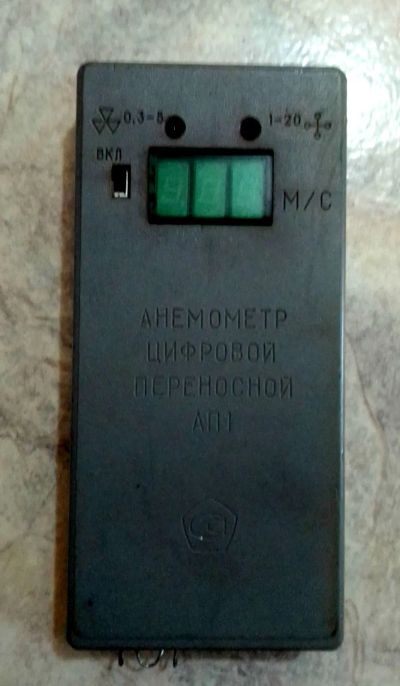 0,3=5 1=20
ВКЛ
М/С
АНЕМОМЕТР
ЦИФРОВОЙ
ПЕРЕНОСНОЙ
АП1